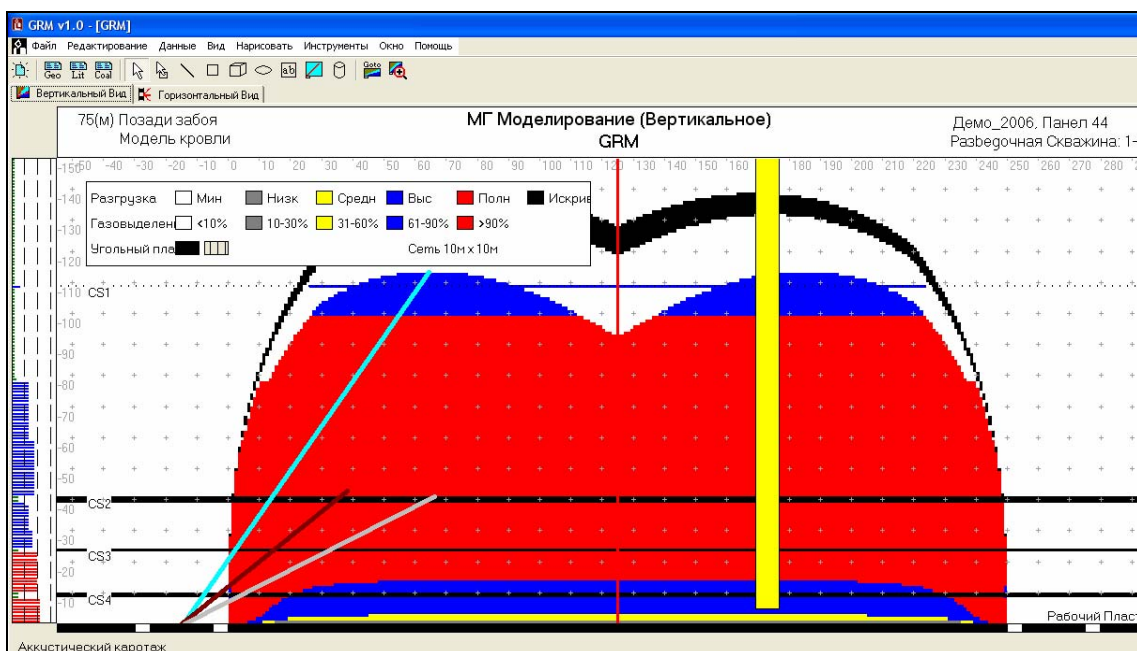 GRM v1.0 - [GRM]
Файл Редактирование Данные Вид Нарисовать Инструменты Окно Помощь
Geo Lit Coal ab Goto
Вертикальный Вид Горизонтальный Вид
75(м) Позади забоя МГ Моделирование (Вертикальное) Демо_2006, Панел 44
Модель кровли GRM Разведочная Скважина: 1-
-150 -50 -40 -30 -20 -10 0 10 20 30 40 50 60 70 80 90 100 110 120 130 140 150 160 180 190 200 210 220 230 240 250 260 270 280 2
-140
Разгрузка Мин Низк Средн Выс Полн Искрив
-130
Газовыделен <10% 10-30% 31-60% 61-90% >90%
Угольный пла Сеть 10м x 10м
-120
-110
CS1
-100
-90
-80
-70
-60
-50
CS2
-40
-30
CS3
-20
CS4
-10
Рабочий Пласт
Аккустический каротаж